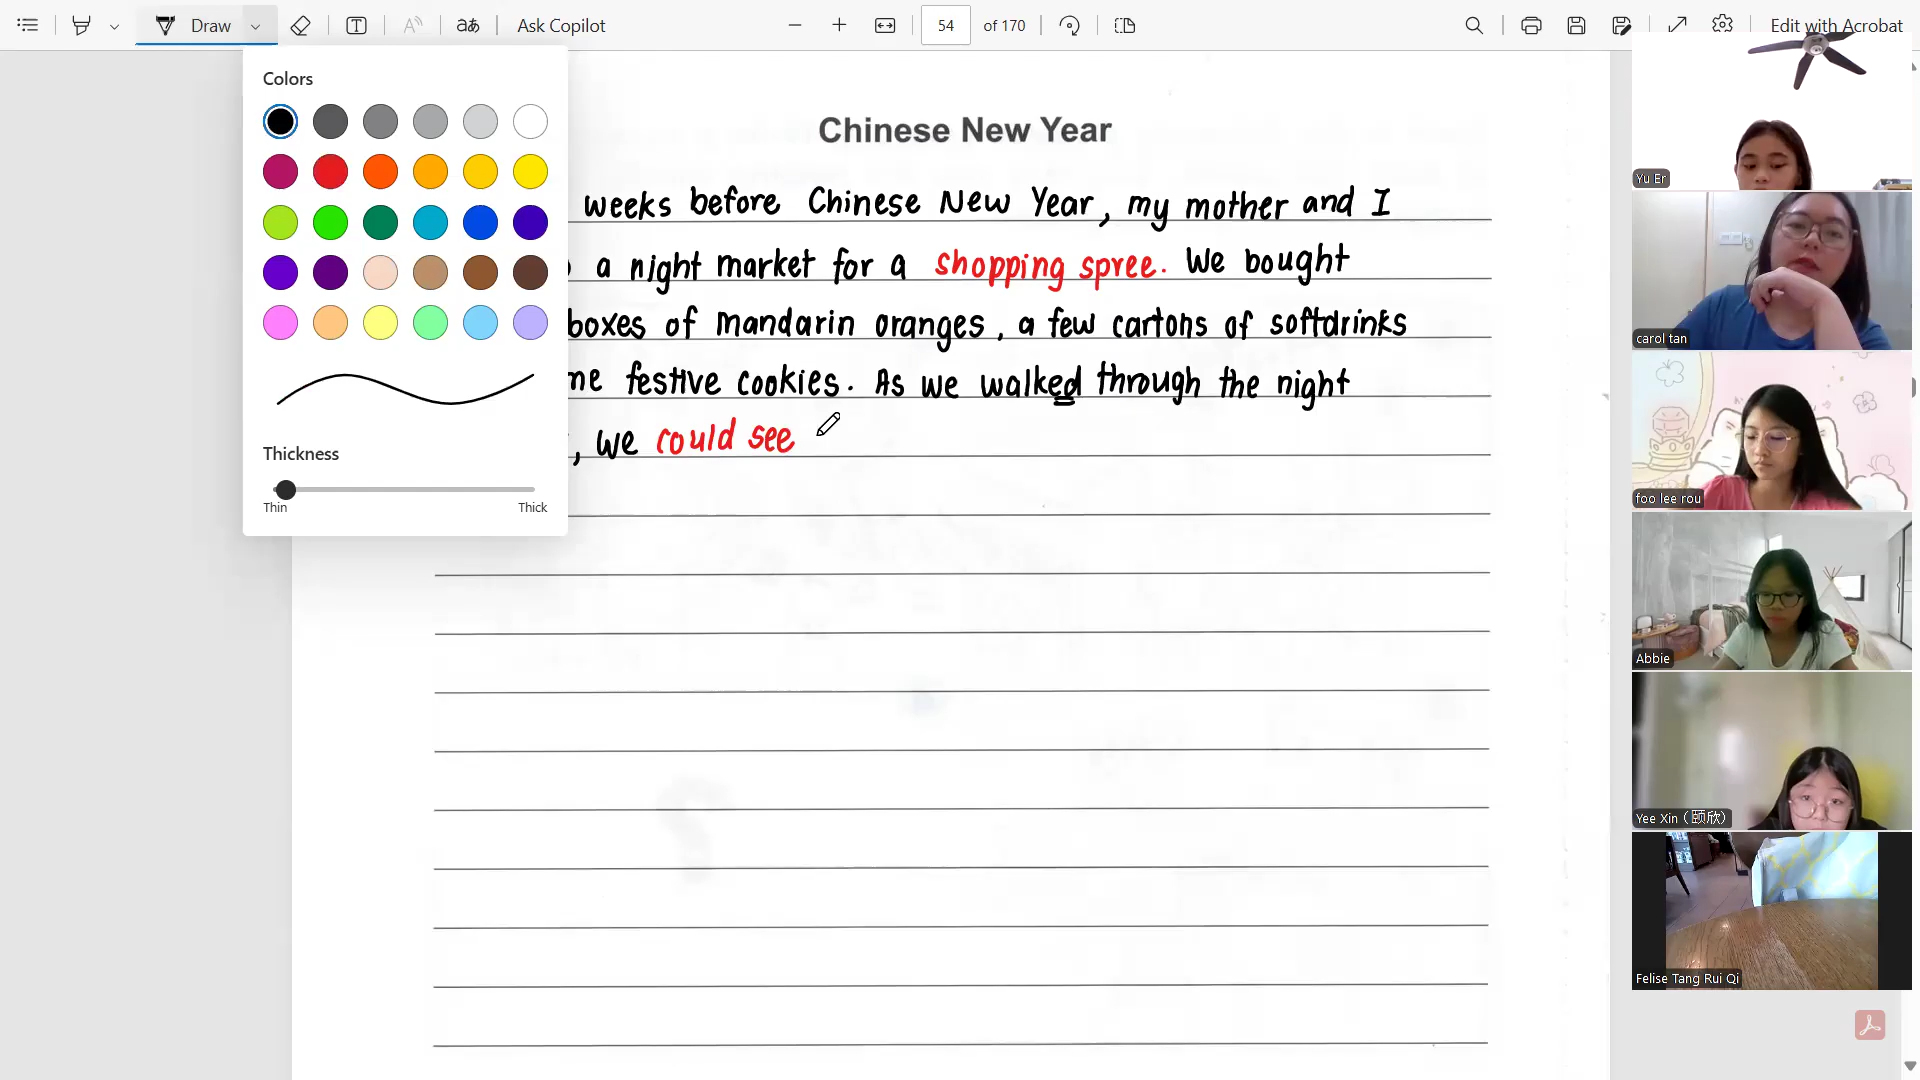 Draw
Ask Copilot
54 of 170
Edit with Acrobat
Colors
Thickness
Thin Thick
Chinese New Year
weeks before Chinese New Year, my mother and I
a night market for a shopping spree. We bought
boxes of mandarin oranges, a few cartons of softdrinks
me festive cookies. As we walked through the night
, we could see
Yu Er
carol tan
foo lee rou
Abbie
Yee Xin (颐欣)
Felise Tang Rui Qi